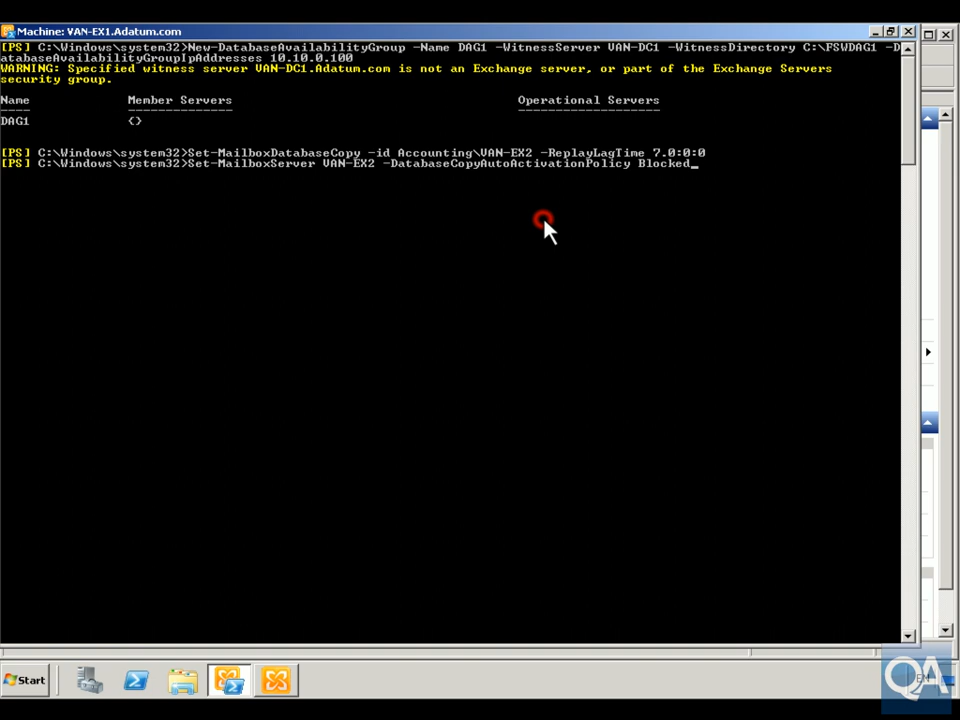 Machine: VAN-EX1.Adatum.com
[PS] C:\Windows\system32>New-DatabaseAvailabilityGroup -Name DAG1 -WitnessServer VAN-DC1 -WitnessDirectory C:\FSWDAG1 -D
atabaseAvailabilityGroupIpAddresses 10.10.0.100
WARNING: Specified witness server VAN-DC1.Adatum.com is not an Exchange server, or part of the Exchange Servers
security group.
Name Member Servers Operational Servers
---- -------------- -------------------
DAG1 {}
[PS] C:\Windows\system32>Set-MailboxDatabaseCopy -id Accounting\VAN-EX2 -ReplayLagTime 7.0:0:0
[PS] C:\Windows\system32>Set-MailboxServer VAN-EX2 -DatabaseCopyAutoActivationPolicy Blocked_
Start
QA
EN